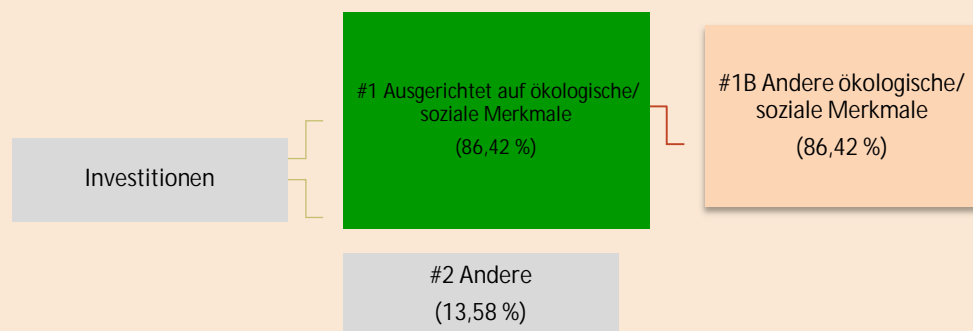 Investitionen
#1 Ausgerichtet auf ökologische/
soziale Merkmale
(86,42 %)
#1B Andere ökologische/
soziale Merkmale
(86,42 %)
#2 Andere
(13,58 %)